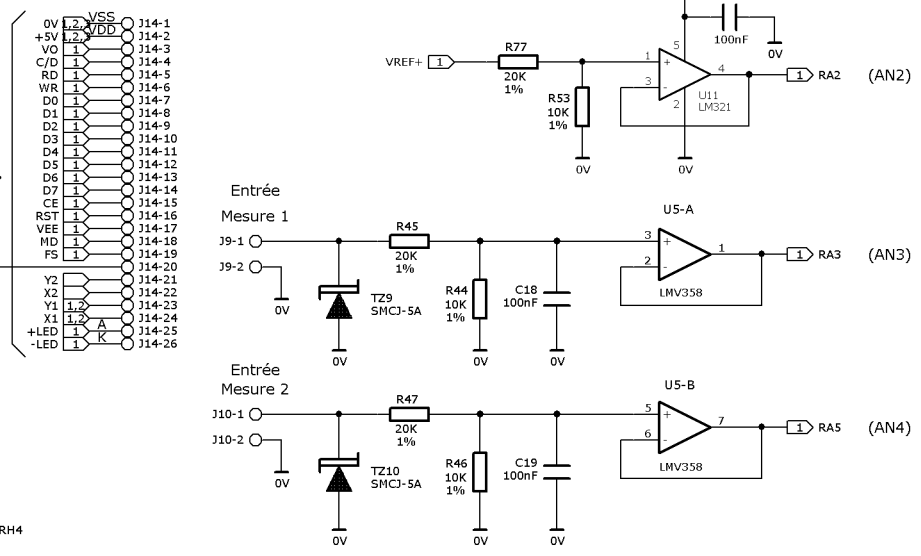 0V 1,2,3 VSS J14-1
+5V 1,2,3 VDD J14-2
VO 1 J14-3
C/D 1 J14-4
RD 1 J14-5
WR 1 J14-6
D0 1 J14-7
D1 1 J14-8
D2 1 J14-9
D3 1 J14-10
D4 1 J14-11
D5 1 J14-12
D6 1 J14-13
D7 1 J14-14
CE 1 J14-15
RST 1 J14-16
VEE 1 J14-17
MD 1 J14-18
FS 1 J14-19
J14-20
Y2 J14-21
X2 J14-22
Y1 1,2 J14-23
X1 1,2 J14-24
+LED 1 A J14-25
-LED 1 K J14-26
RH4
100nF
0V
VREF+ 1
R77
20K
1%
R53
10K
1%
0V
1
+
3
-
5
2
4
U11
LM321
0V
1 RA2 (AN2)
Entrée
Mesure 1
J9-1
J9-2
0V
TZ9
SMCJ-5A
0V
R45
20K
1%
R44
10K
1%
0V
C18
100nF
0V
U5-A
3
+
2
-
1
LMV358
1 RA3 (AN3)
Entrée
Mesure 2
J10-1
J10-2
0V
TZ10
SMCJ-5A
0V
R47
20K
1%
R46
10K
1%
0V
C19
100nF
0V
U5-B
5
+
6
-
7
LMV358
1 RA5 (AN4)